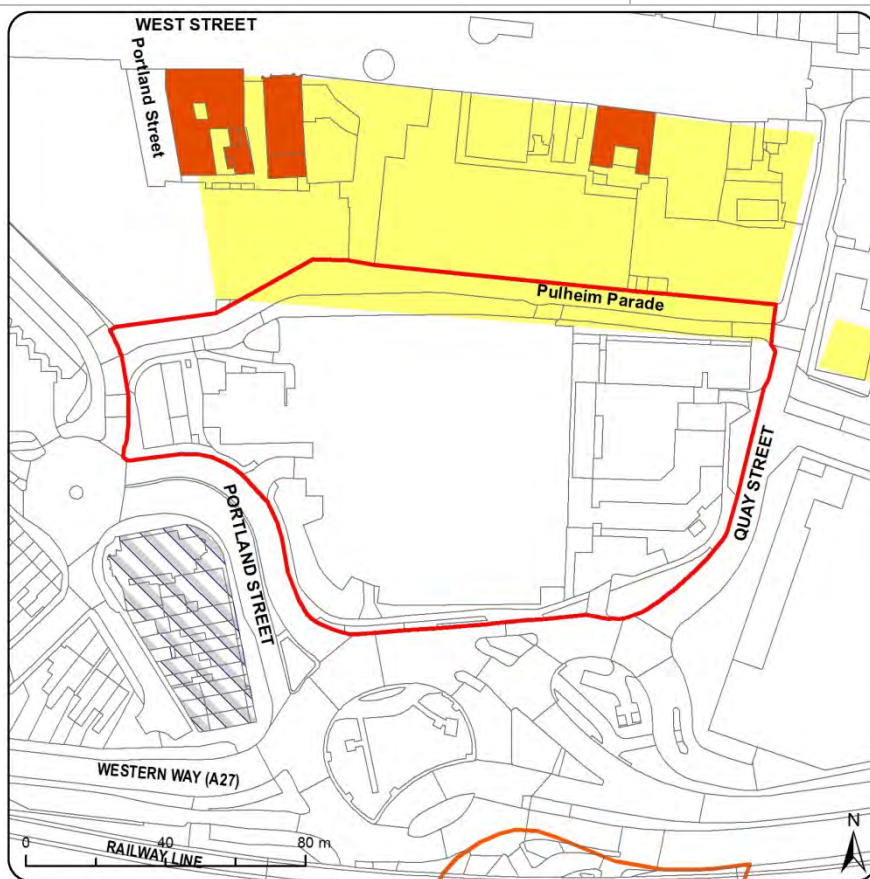 WEST STREET
Portland Street
Pulheim Parade
QUAY STREET
PORTLAND STREET
WESTERN WAY (A27)
N
0 40 80 m
RAILWAY LINE